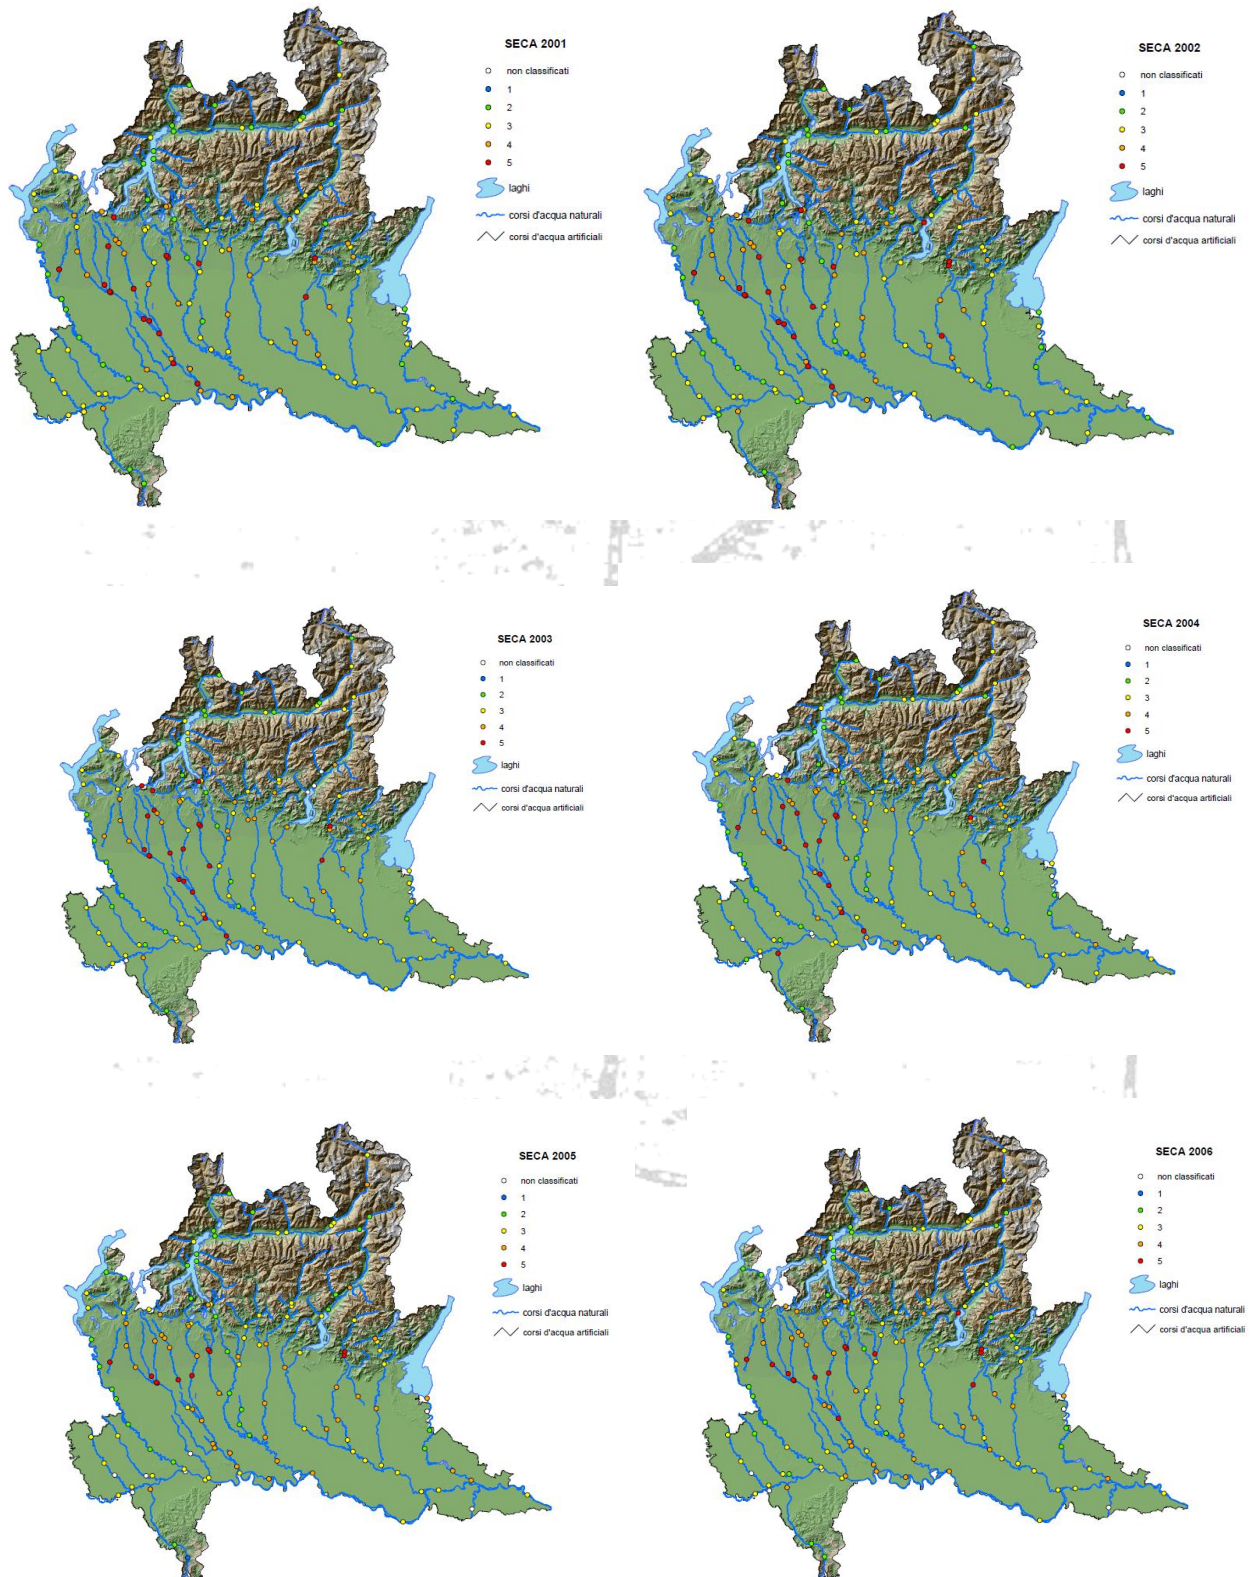 SECA 2001
non classificati
1
2
3
4
5
laghi
corsi d'acqua naturali
corsi d'acqua artificiali
SECA 2002
non classificati
1
2
3
4
5
laghi
corsi d'acqua naturali
corsi d'acqua artificiali
SECA 2003
non classificati
1
2
3
4
5
laghi
corsi d'acqua naturali
corsi d'acqua artificiali
SECA 2004
non classificati
1
2
3
4
5
laghi
corsi d'acqua naturali
corsi d'acqua artificiali
SECA 2005
non classificati
1
2
3
4
5
laghi
corsi d'acqua naturali
corsi d'acqua artificiali
SECA 2006
non classificati
1
2
3
4
5
laghi
corsi d'acqua naturali
corsi d'acqua artificiali